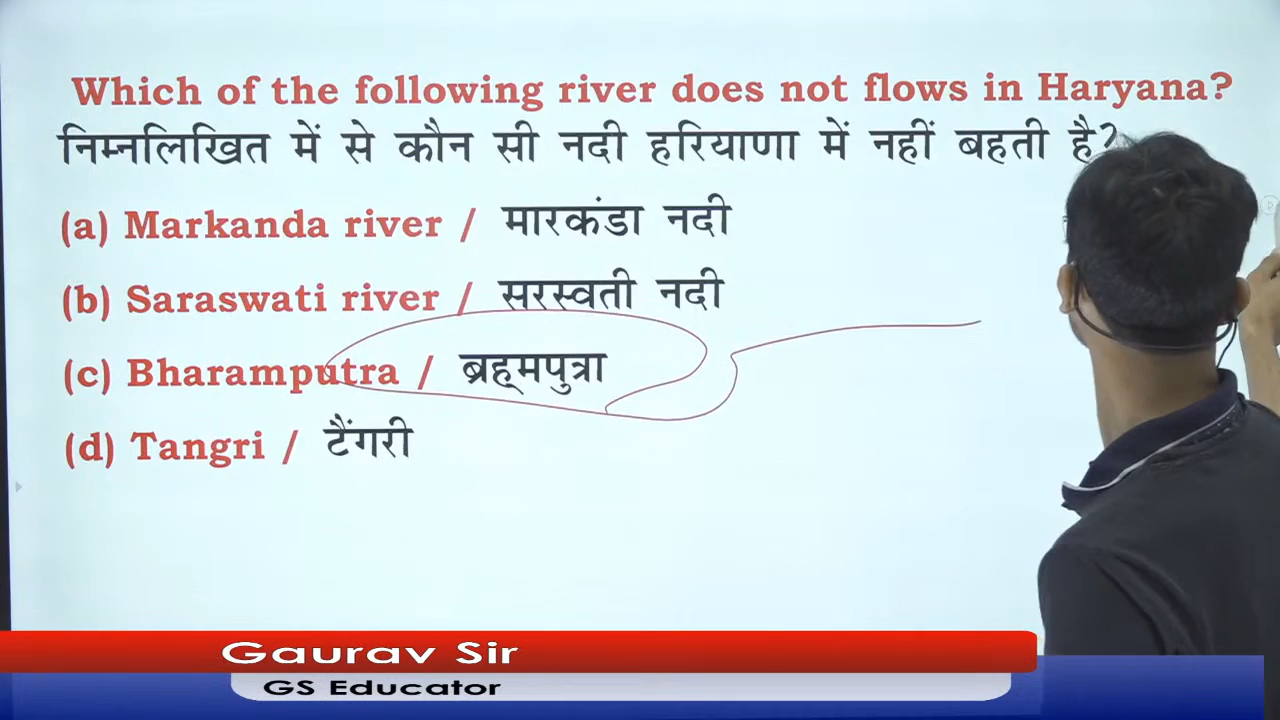 Which of the following river does not flows in Haryana?
निम्नलिखित में से कौन सी नदी हरियाणा में नहीं बहती है?
(a) Markanda river / मारकंडा नदी
(b) Saraswati river / सरस्वती नदी
(c) Bharamputra / ब्रह्मपुत्रा
(d) Tangri / टैंगरी
Gaurav Sir
GS Educator